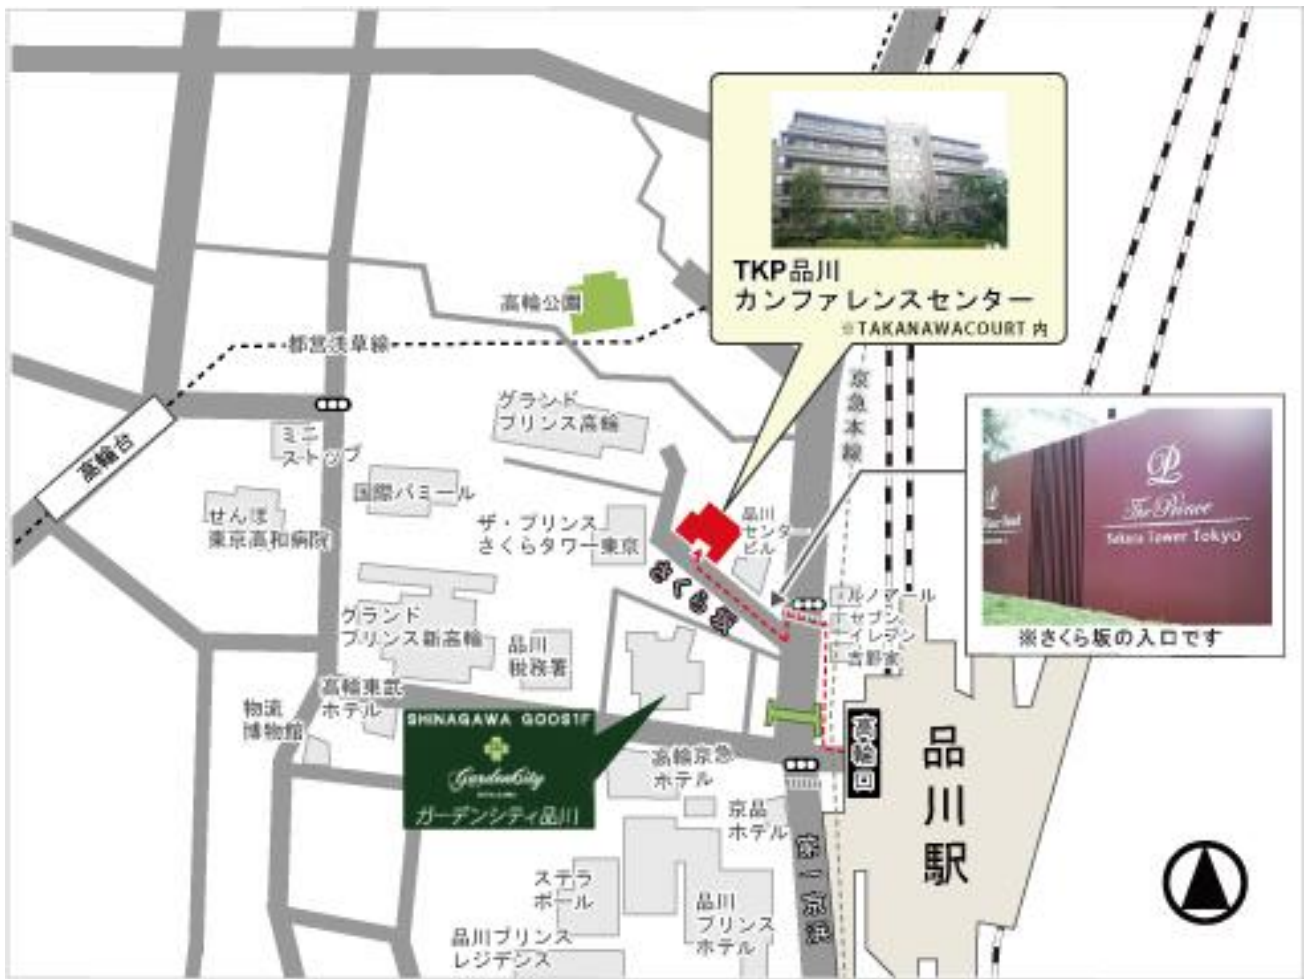 TKP品川
カンファレンスセンター
※TAKANAWACOURT 内
高輪公園
都営浅草線
京急本線
グランド
プリンス高輪
高輪台
ミニ
ストップ
国際パミール
せんぽ
東京高和病院
ザ・プリンス
さくらタワー東京
品川
センター
ビル
さくら坂
The Prince
Sakura Tower Tokyo
※さくら坂の入口です
ルノアール
セブン
イレブン
吉野家
グランド
プリンス新高輪
品川
税務署
高輪東武
ホテル
物流
博物館
SHINAGAWA GOOS1F
GardenCity
ガーデンシティ品川
高輪京急
ホテル
高輪口
品川駅
京品
ホテル
第一京浜
ステラ
ボール
品川
プリンス
ホテル
品川プリンス
レジデンス